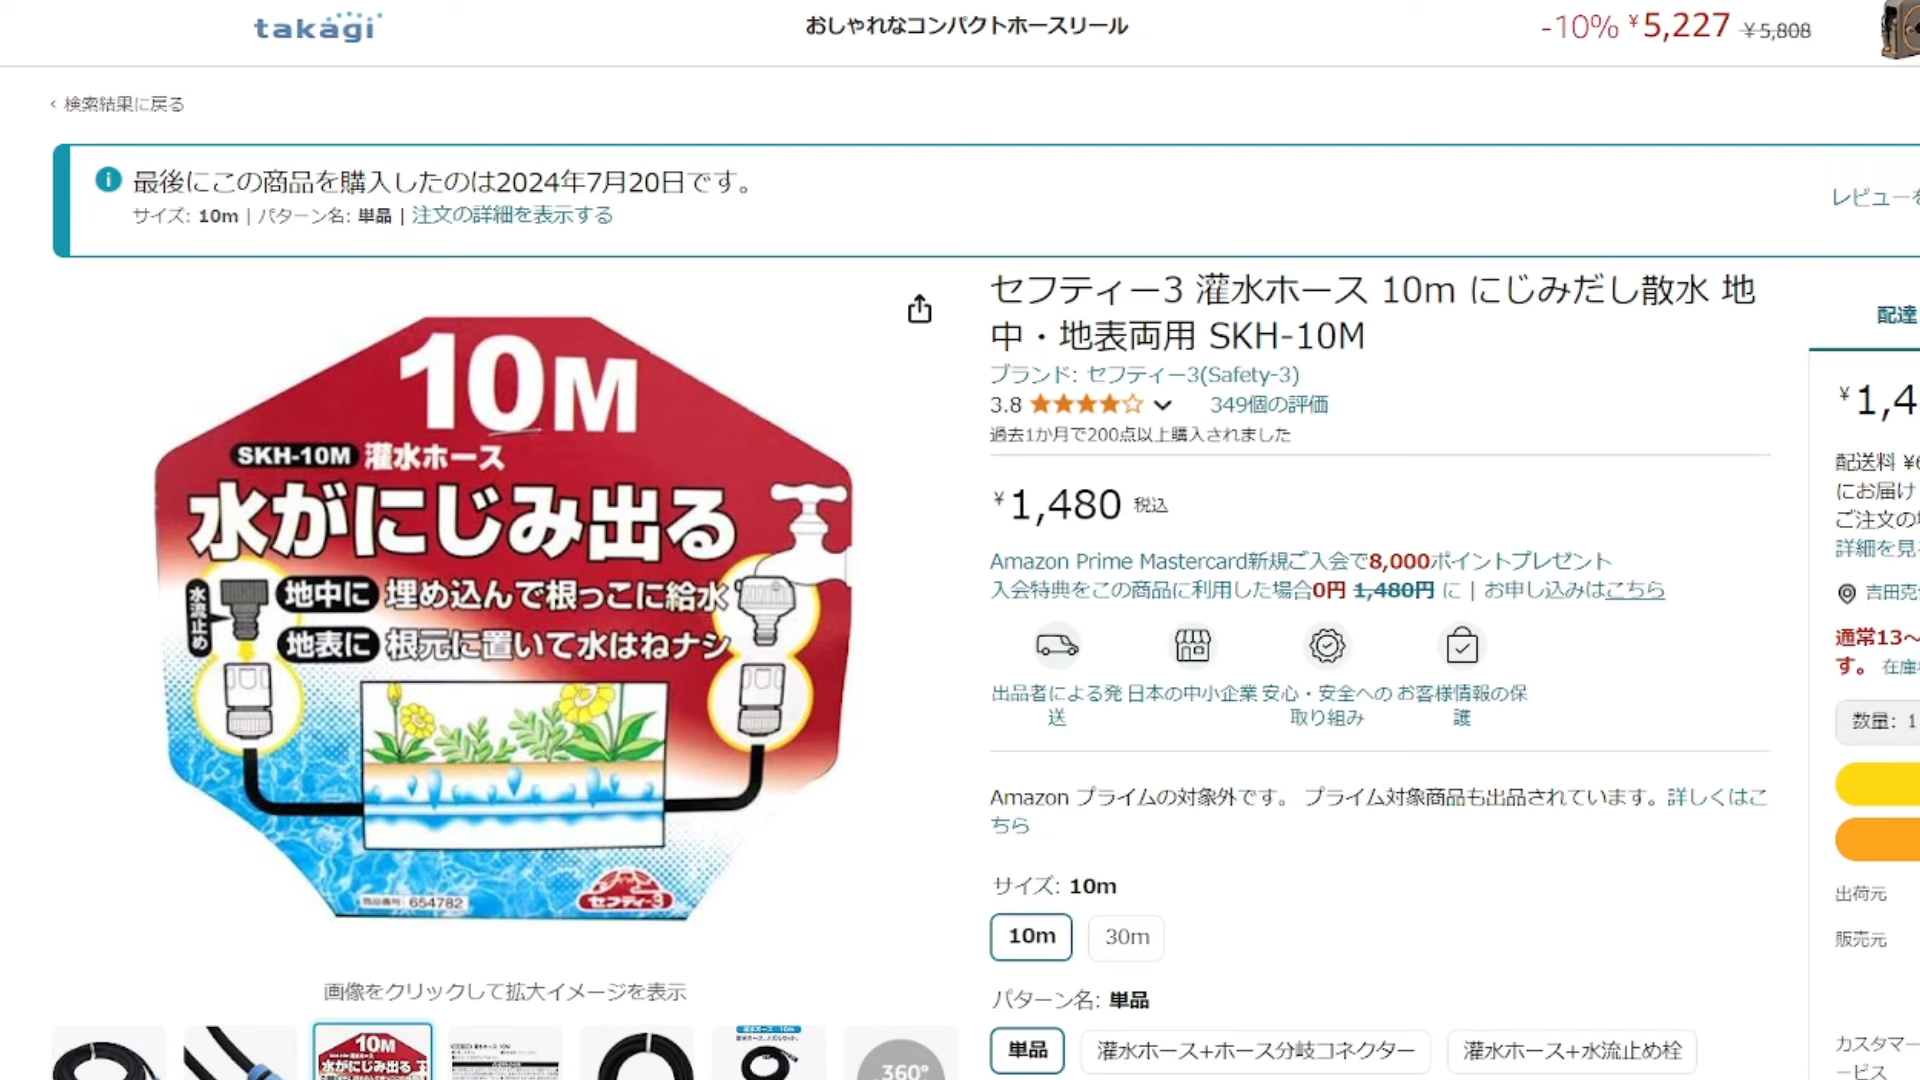 takagi
おしゃれなコンパクトホースリール
-10% ¥5,227 ¥5,808
‹ 検索結果に戻る
最後にこの商品を購入したのは2024年7月20日です。
サイズ: 10m | パターン名: 単品 | 注文の詳細を表示する
レビューを
10M
SKH-10M 灌水ホース
水がにじみ出る
地中に 埋め込んで根っこに給水
地表に 根元に置いて水はねナシ
水流止め
商品番号 654782
セフティー3
画像をクリックして拡大イメージを表示
10M
水がにじみ出る
360°
セフティー3 灌水ホース 10m にじみだし散水 地
中・地表両用 SKH-10M
ブランド: セフティー3(Safety-3)
3.8 349個の評価
過去1か月で200点以上購入されました
¥1,480 税込
Amazon Prime Mastercard新規ご入会で8,000ポイントプレゼント
入会特典をこの商品に利用した場合0円 1,480円 に | お申し込みはこちら
出品者による発送
日本の中小企業
安心・安全への取り組み
お客様情報の保護
Amazon プライムの対象外です。 プライム対象商品も出品されています。詳しくはこ
ちら
サイズ: 10m
10m 30m
パターン名: 単品
単品 灌水ホース+ホース分岐コネクター 灌水ホース+水流止め栓
配達
¥1,4
配送料 ¥6
にお届け
ご注文の
詳細を見
吉田克
通常13～
す。 在庫
数量: 1
出荷元
販売元
カスタマー
ービス